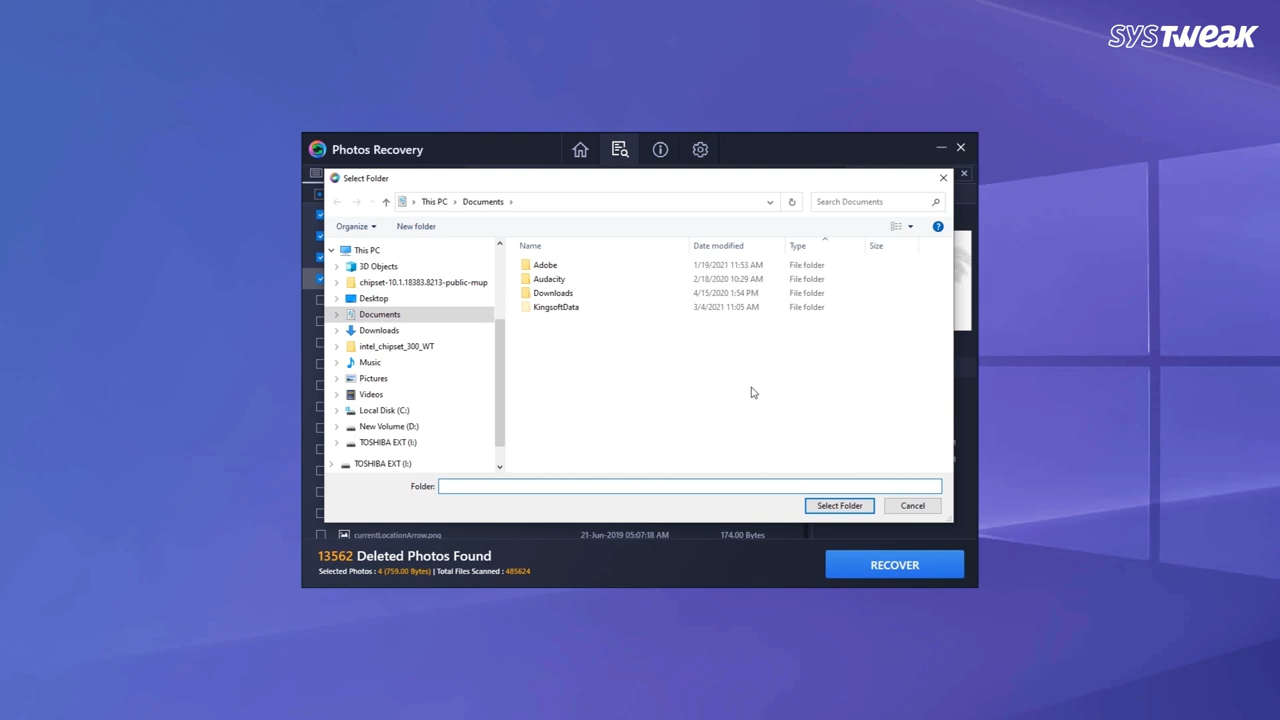 SYSTWEAK
Photos Recovery
Select Folder
This PC Documents
Search Documents
Organize New folder
Name Date modified Type Size
This PC
3D Objects
chipset-10.1.18383.8213-public-mup
Desktop
Documents
Downloads
intel_chipset_300_WT
Music
Pictures
Videos
Local Disk (C:)
New Volume (D:)
TOSHIBA EXT (I:)
TOSHIBA EXT (I:)
Adobe 1/19/2021 11:53 AM File folder
Audacity 2/18/2020 10:29 AM File folder
Downloads 4/15/2020 1:54 PM File folder
KingsoftData 3/4/2021 11:05 AM File folder
Folder:
Select Folder Cancel
currentLocationArrow.png 21-Jun-2019 05:07:18 AM 174.00 Bytes
13562 Deleted Photos Found
Selected Photos : 4 (759.00 Bytes) | Total Files Scanned : 485624
RECOVER